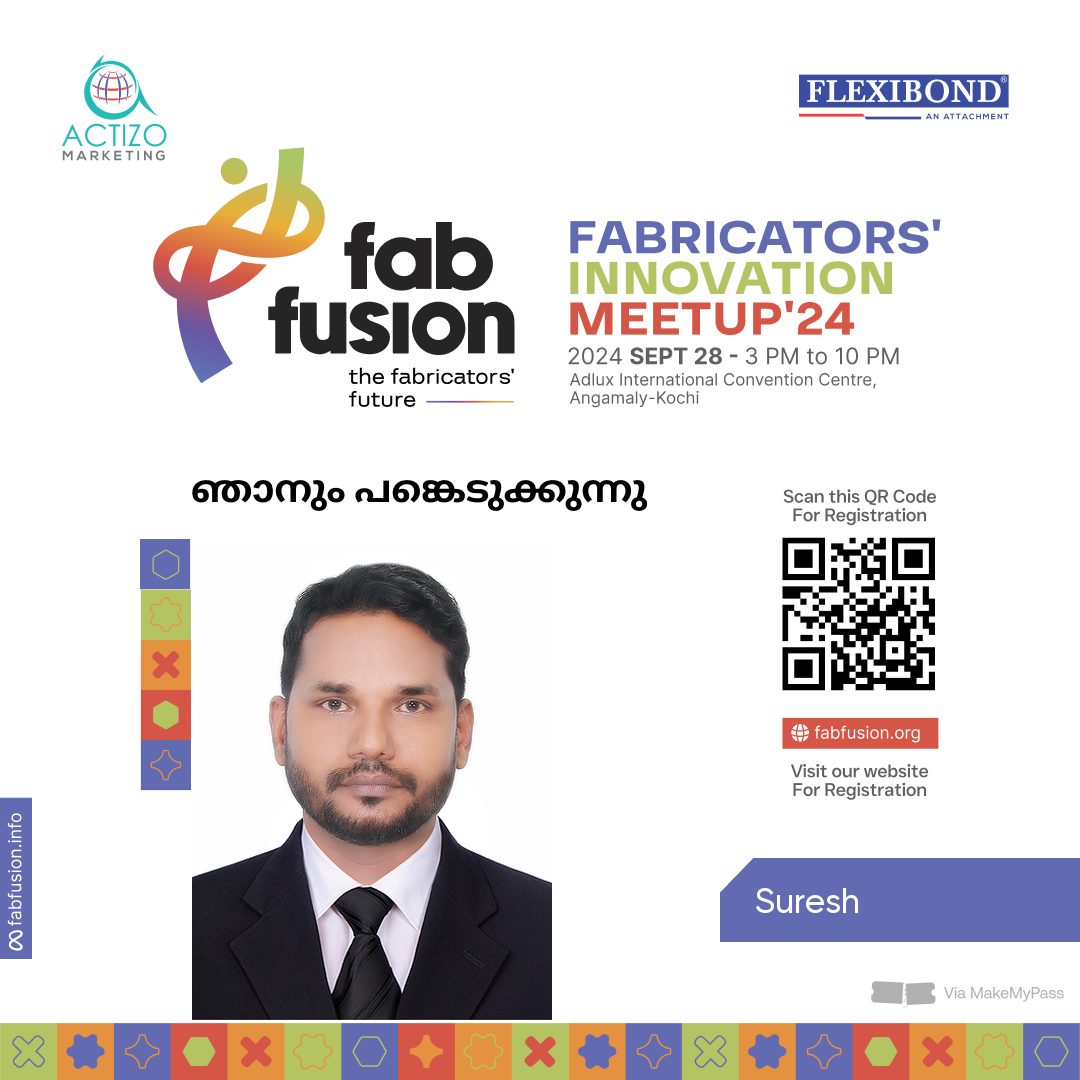 ACTIZO
MARKETING
FLEXIBOND®
AN ATTACHMENT
fab
fusion
the fabricators'
future
FABRICATORS'
INNOVATION
MEETUP'24
2024 SEPT 28 - 3 PM to 10 PM
Adlux International Convention Centre,
Angamaly-Kochi
ഞാനും പങ്കെടുക്കുന്നു
Scan this QR Code
For Registration
fabfusion.org
Visit our website
For Registration
fabfusion.info
Suresh
Via MakeMyPass